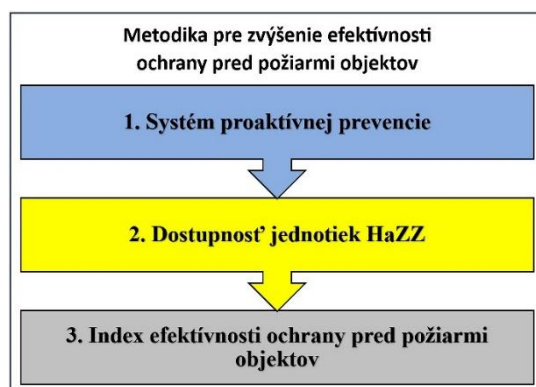 Metodika pre zvýšenie efektívnosti
ochrany pred požiarmi objektov
1. Systém proaktívnej prevencie
2. Dostupnosť jednotiek HaZZ
3. Index efektívnosti ochrany pred požiarmi
objektov